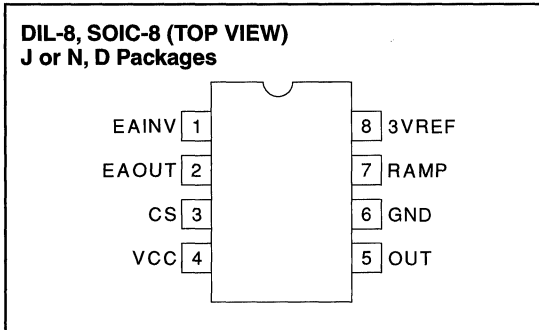 DIL-8, SOIC-8 (TOP VIEW)
J or N, D Packages
EAINV 1 8 3VREF
EAOUT 2 7 RAMP
CS 3 6 GND
VCC 4 5 OUT